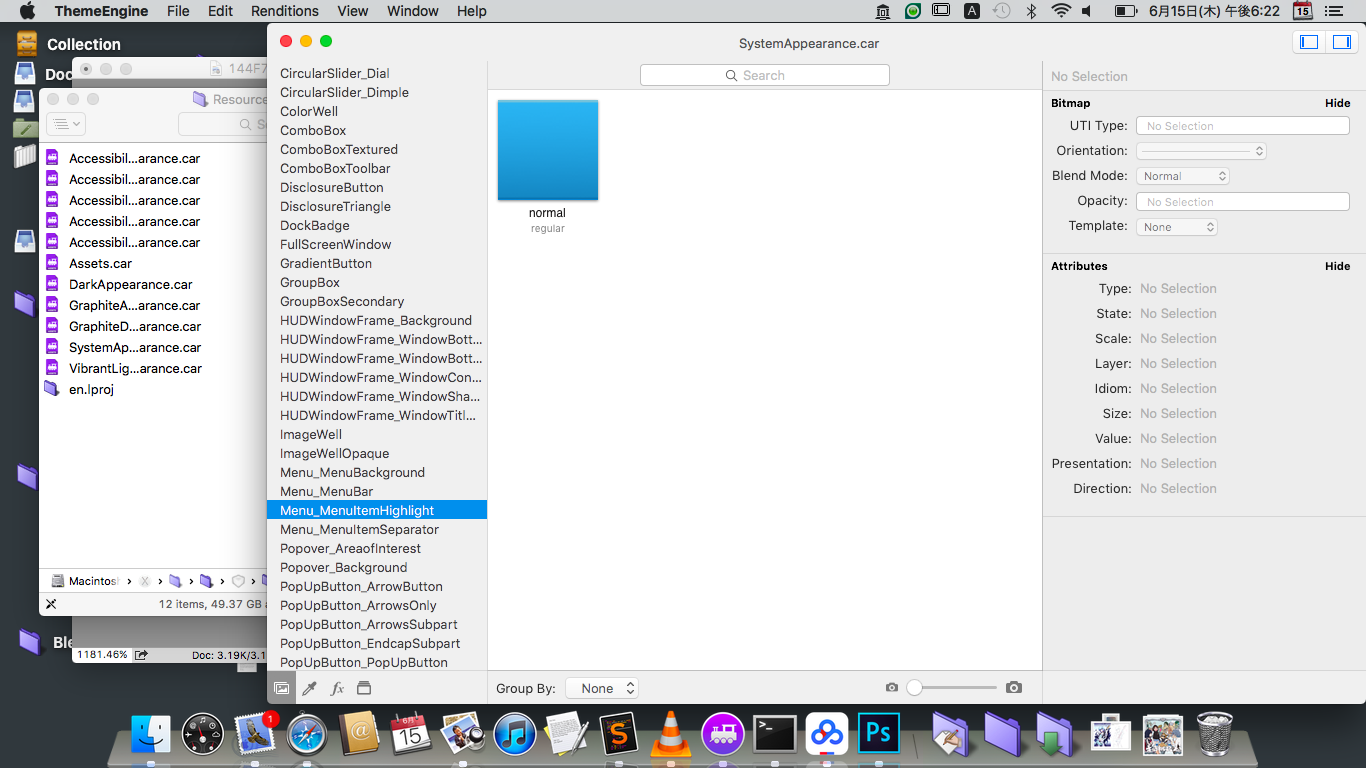 ThemeEngine File Edit Renditions View Window Help
A
6月15日(木) 午後6:22
15
Collection
Doc
144F7
Resource
Accessibil...arance.car
Accessibil...arance.car
Accessibil...arance.car
Accessibil...arance.car
Accessibil...arance.car
Assets.car
DarkAppearance.car
GraphiteA...arance.car
GraphiteD...arance.car
SystemAp...arance.car
VibrantLig...arance.car
en.lproj
Macintosh
12 items, 49.37 GB a
Ble
1181.46%
Doc: 3.19K/3.1
SystemAppearance.car
CircularSlider_Dial
CircularSlider_Dimple
ColorWell
ComboBox
ComboBoxTextured
ComboBoxToolbar
DisclosureButton
DisclosureTriangle
DockBadge
FullScreenWindow
GradientButton
GroupBox
GroupBoxSecondary
HUDWindowFrame_Background
HUDWindowFrame_WindowBott...
HUDWindowFrame_WindowBott...
HUDWindowFrame_WindowCon...
HUDWindowFrame_WindowSha...
HUDWindowFrame_WindowTitl...
ImageWell
ImageWellOpaque
Menu_MenuBackground
Menu_MenuBar
Menu_MenuItemHighlight
Menu_MenuItemSeparator
Popover_AreaofInterest
Popover_Background
PopUpButton_ArrowButton
PopUpButton_ArrowsOnly
PopUpButton_ArrowsSubpart
PopUpButton_EndcapSubpart
PopUpButton_PopUpButton
fx
Search
normal
regular
Group By: None
No Selection
Bitmap Hide
UTI Type: No Selection
Orientation:
Blend Mode: Normal
Opacity: No Selection
Template: None
Attributes Hide
Type: No Selection
State: No Selection
Scale: No Selection
Layer: No Selection
Idiom: No Selection
Size: No Selection
Value: No Selection
Presentation: No Selection
Direction: No Selection
1
6月
15
S
Ps